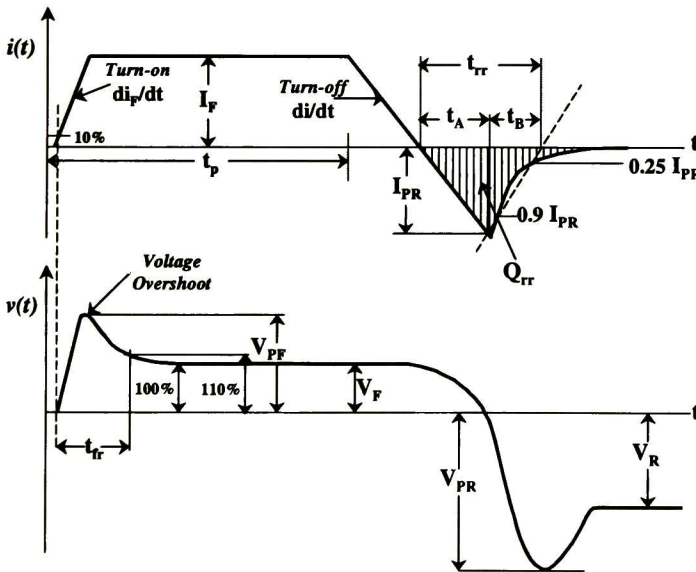 i(t)
Turn-on
di_F/dt
I_F
Turn-off
di/dt
t_rr
t_A
t_B
10%
t
t_p
I_PR
0.25 I_PR
0.9 I_PR
Q_rr
v(t)
Voltage
Overshoot
V_PF
100%
110%
V_F
t
t_fr
V_PR
V_R